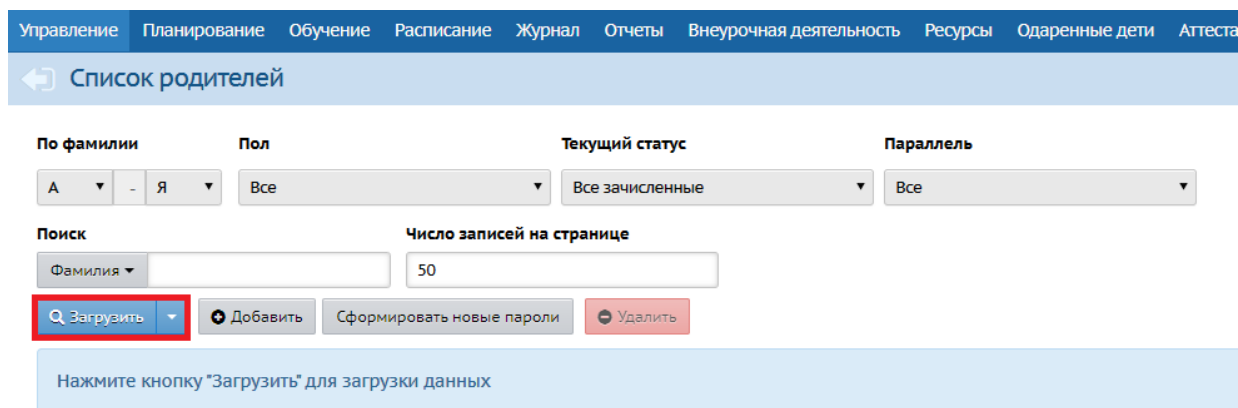 Управление Планирование Обучение Расписание Журнал Отчеты Внеурочная деятельность Ресурсы Одаренные дети Аттеста
Список родителей
По фамилии Пол Текущий статус Параллель
А - Я Все Все зачисленные Все
Поиск Число записей на странице
Фамилия 50
Загрузить Добавить Сформировать новые пароли Удалить
Нажмите кнопку "Загрузить" для загрузки данных